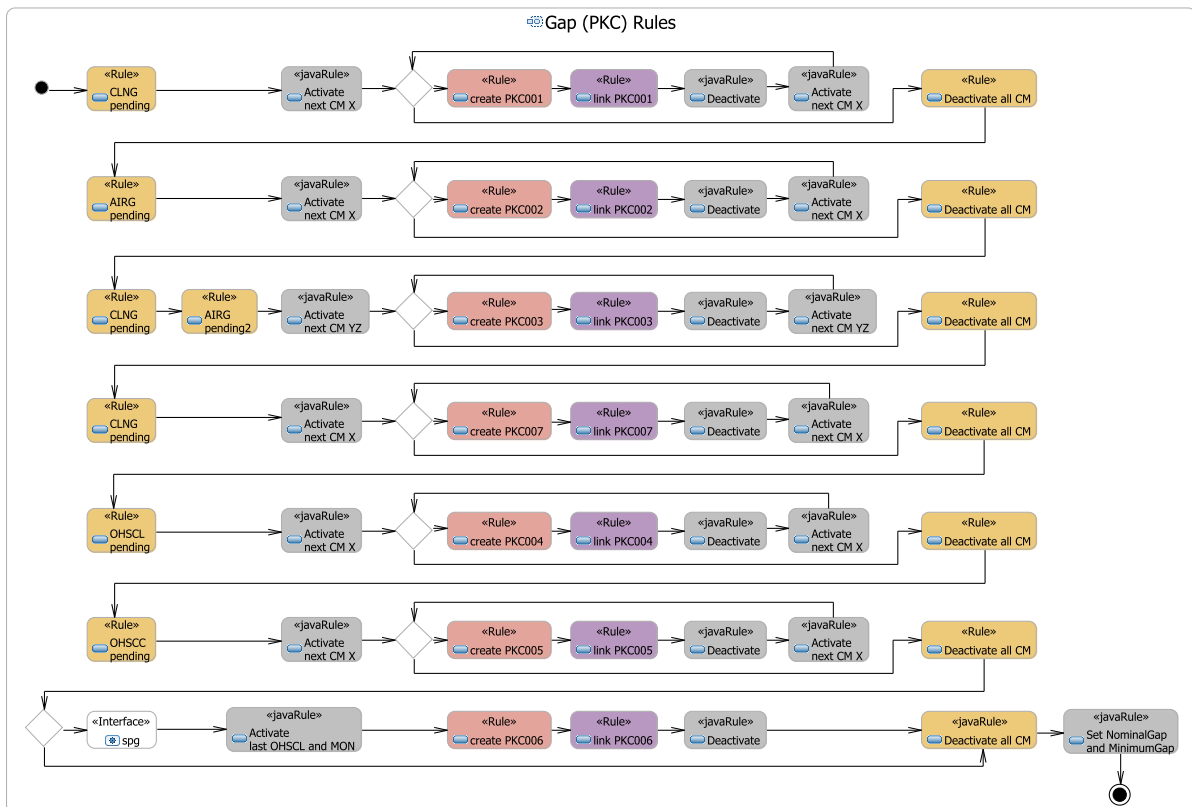 Gap (PKC) Rules
«Rule»
CLNG
pending
«javaRule»
Activate
next CM X
«Rule»
create PKC001
«Rule»
link PKC001
«javaRule»
Deactivate
«javaRule»
Activate
next CM X
«Rule»
Deactivate all CM
«Rule»
AIRG
pending
«javaRule»
Activate
next CM X
«Rule»
create PKC002
«Rule»
link PKC002
«javaRule»
Deactivate
«javaRule»
Activate
next CM X
«Rule»
Deactivate all CM
«Rule»
CLNG
pending
«Rule»
AIRG
pending2
«javaRule»
Activate
next CM YZ
«Rule»
create PKC003
«Rule»
link PKC003
«javaRule»
Deactivate
«javaRule»
Activate
next CM YZ
«Rule»
Deactivate all CM
«Rule»
CLNG
pending
«javaRule»
Activate
next CM X
«Rule»
create PKC007
«Rule»
link PKC007
«javaRule»
Deactivate
«javaRule»
Activate
next CM X
«Rule»
Deactivate all CM
«Rule»
OHSCL
pending
«javaRule»
Activate
next CM X
«Rule»
create PKC004
«Rule»
link PKC004
«javaRule»
Deactivate
«javaRule»
Activate
next CM X
«Rule»
Deactivate all CM
«Rule»
OHSCC
pending
«javaRule»
Activate
next CM X
«Rule»
create PKC005
«Rule»
link PKC005
«javaRule»
Deactivate
«javaRule»
Activate
next CM X
«Rule»
Deactivate all CM
«Interface»
spg
«javaRule»
Activate
last OHSCL and MON
«Rule»
create PKC006
«Rule»
link PKC006
«javaRule»
Deactivate
«javaRule»
Deactivate all CM
«javaRule»
Set NominalGap
and MinimumGap